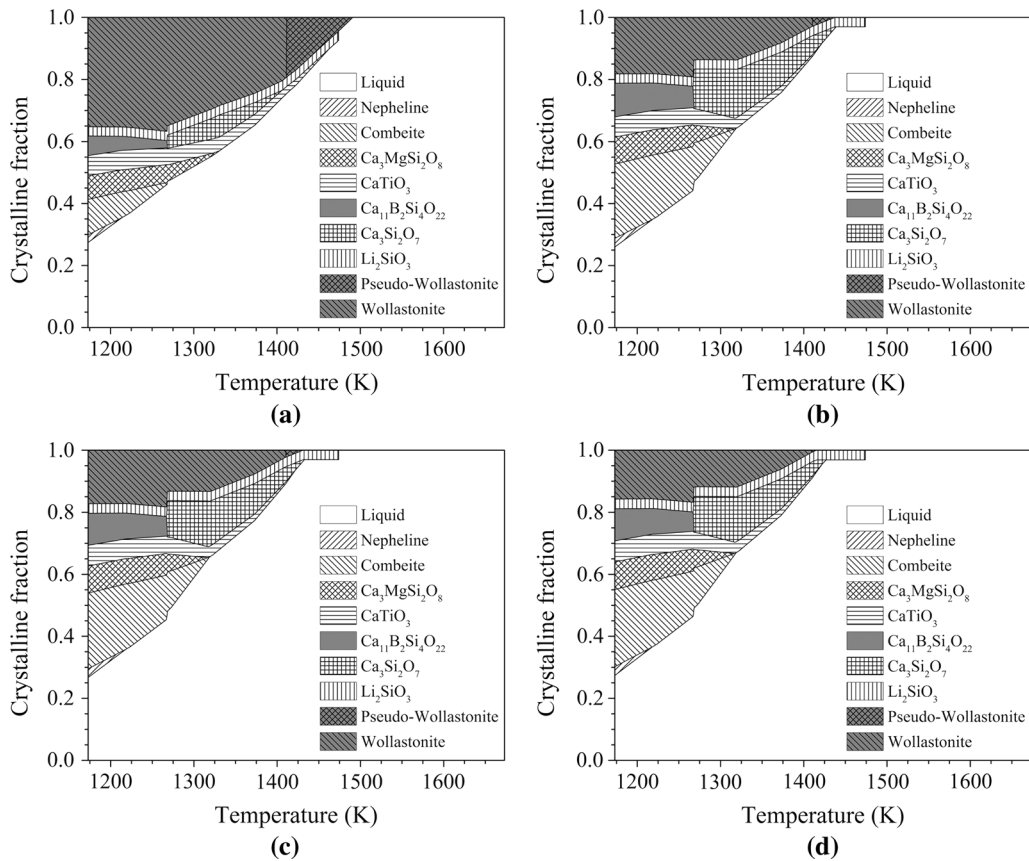 Crystalline fraction
1.0
0.8
0.6
0.4
0.2
0.0
Liquid
Nepheline
Combeite
Ca₃MgSi₂O₈
CaTiO₃
Ca₁₁B₂Si₄O₂₂
Ca₃Si₂O₇
Li₂SiO₃
Pseudo-Wollastonite
Wollastonite
1200 1300 1400 1500 1600
Temperature (K)
(a)
Crystalline fraction
1.0
0.8
0.6
0.4
0.2
0.0
Liquid
Nepheline
Combeite
Ca₃MgSi₂O₈
CaTiO₃
Ca₁₁B₂Si₄O₂₂
Ca₃Si₂O₇
Li₂SiO₃
Pseudo-Wollastonite
Wollastonite
1200 1300 1400 1500 1600
Temperature (K)
(b)
Crystalline fraction
1.0
0.8
0.6
0.4
0.2
0.0
Liquid
Nepheline
Combeite
Ca₃MgSi₂O₈
CaTiO₃
Ca₁₁B₂Si₄O₂₂
Ca₃Si₂O₇
Li₂SiO₃
Pseudo-Wollastonite
Wollastonite
1200 1300 1400 1500 1600
Temperature (K)
(c)
Crystalline fraction
1.0
0.8
0.6
0.4
0.2
0.0
Liquid
Nepheline
Combeite
Ca₃MgSi₂O₈
CaTiO₃
Ca₁₁B₂Si₄O₂₂
Ca₃Si₂O₇
Li₂SiO₃
Pseudo-Wollastonite
Wollastonite
1200 1300 1400 1500 1600
Temperature (K)
(d)